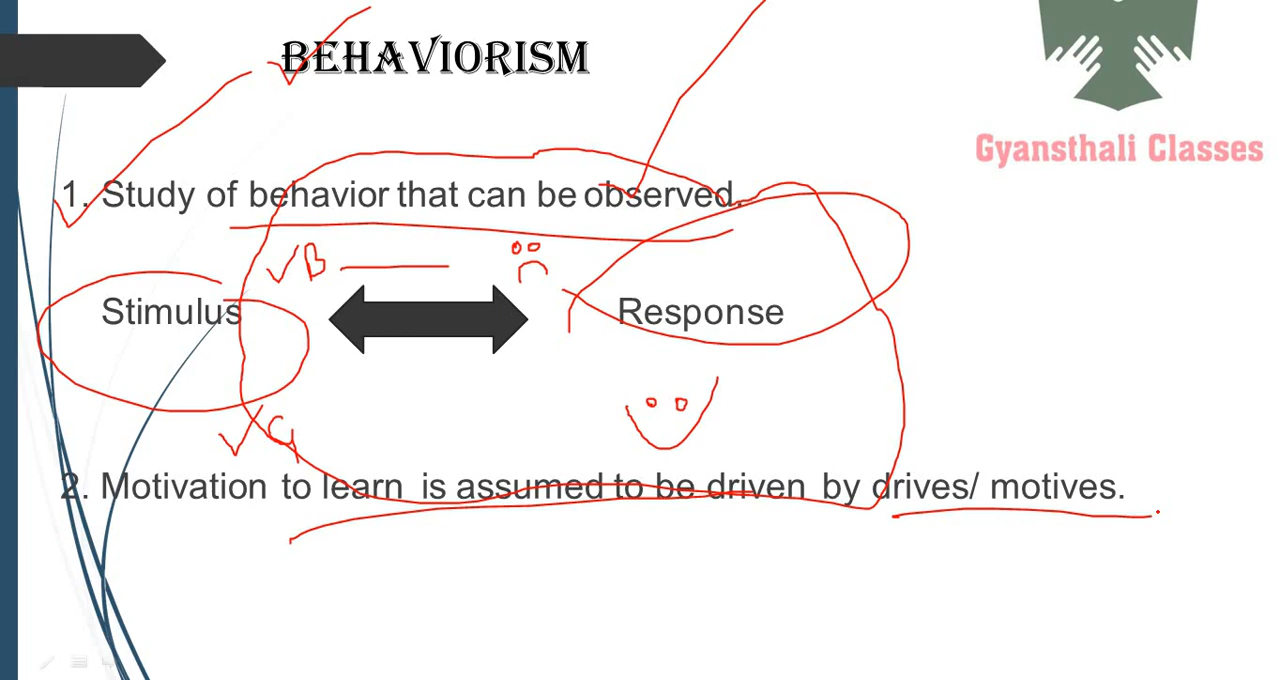 BEHAVIORISM
Gyansthali Classes
1. Study of behavior that can be observed.
B
Stimulus
Response
2. Motivation to learn is assumed to be driven by drives/ motives.